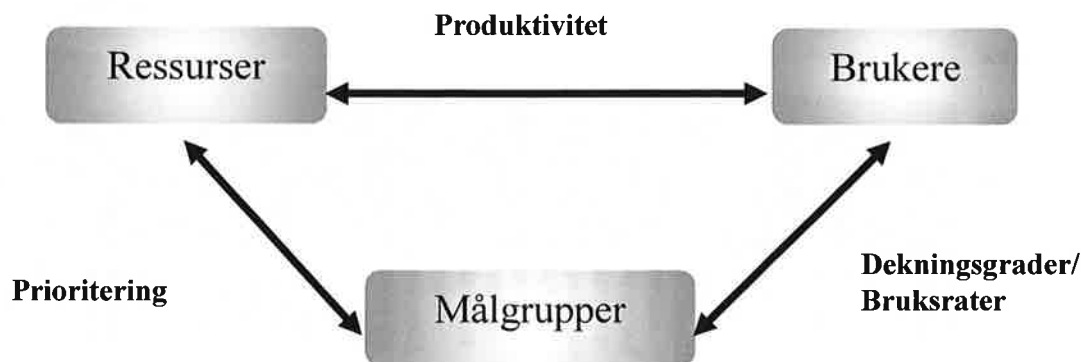 Produktivitet
Ressurser
Brukere
Prioritering
Målgrupper
Dekningsgrader/
Bruksrater